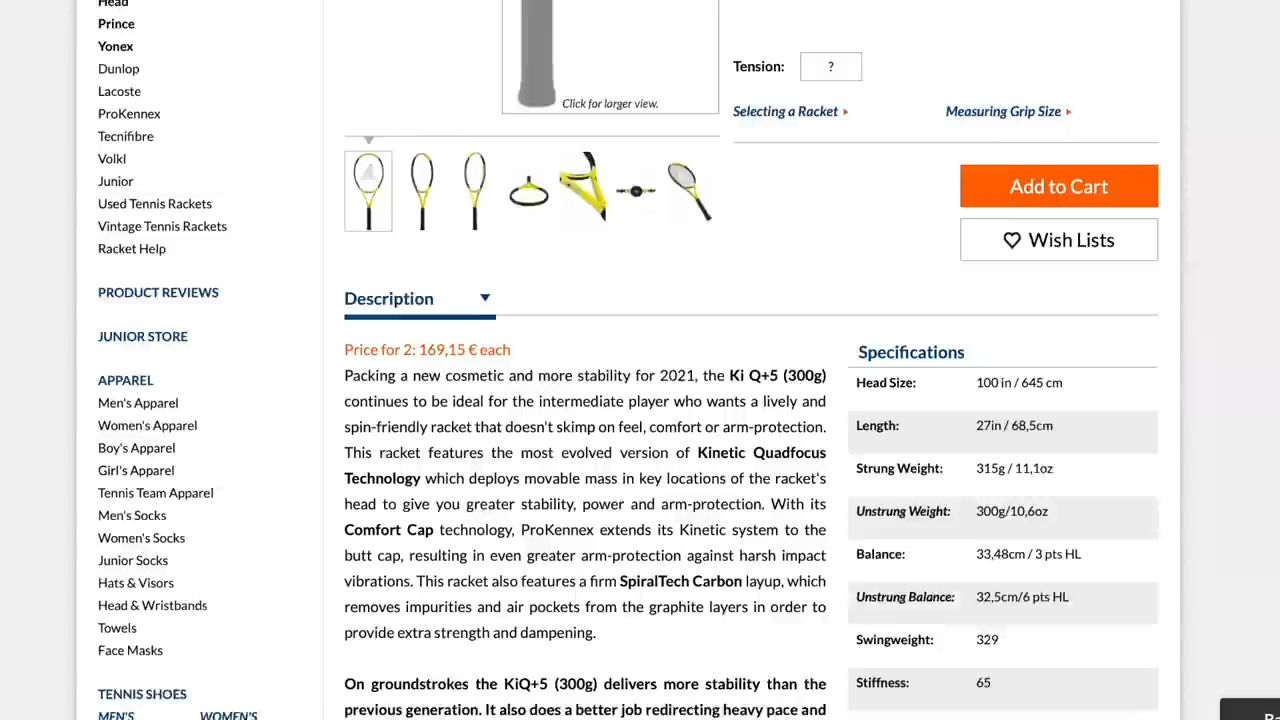 Head
Prince
Yonex
Dunlop
Lacoste
ProKennex
Tecnifibre
Volkl
Junior
Used Tennis Rackets
Vintage Tennis Rackets
Racket Help
PRODUCT REVIEWS
JUNIOR STORE
APPAREL
Men's Apparel
Women's Apparel
Boy's Apparel
Girl's Apparel
Tennis Team Apparel
Men's Socks
Women's Socks
Junior Socks
Hats & Visors
Head & Wristbands
Towels
Face Masks
TENNIS SHOES
MEN'S WOMEN'S
Click for larger view.
Tension: ?
Selecting a Racket Measuring Grip Size
Add to Cart
Wish Lists
Description
Price for 2: 169,15 € each
Packing a new cosmetic and more stability for 2021, the Ki Q+5 (300g)
continues to be ideal for the intermediate player who wants a lively and
spin-friendly racket that doesn't skimp on feel, comfort or arm-protection.
This racket features the most evolved version of Kinetic Quadfocus
Technology which deploys movable mass in key locations of the racket's
head to give you greater stability, power and arm-protection. With its
Comfort Cap technology, ProKennex extends its Kinetic system to the
butt cap, resulting in even greater arm-protection against harsh impact
vibrations. This racket also features a firm SpiralTech Carbon layup, which
removes impurities and air pockets from the graphite layers in order to
provide extra strength and dampening.
On groundstrokes the KiQ+5 (300g) delivers more stability than the
previous generation. It also does a better job redirecting heavy pace and
Specifications
Head Size: 100 in / 645 cm
Length: 27in / 68,5cm
Strung Weight: 315g / 11,1oz
Unstrung Weight: 300g/10,6oz
Balance: 33,48cm / 3 pts HL
Unstrung Balance: 32,5cm/6 pts HL
Swingweight: 329
Stiffness: 65